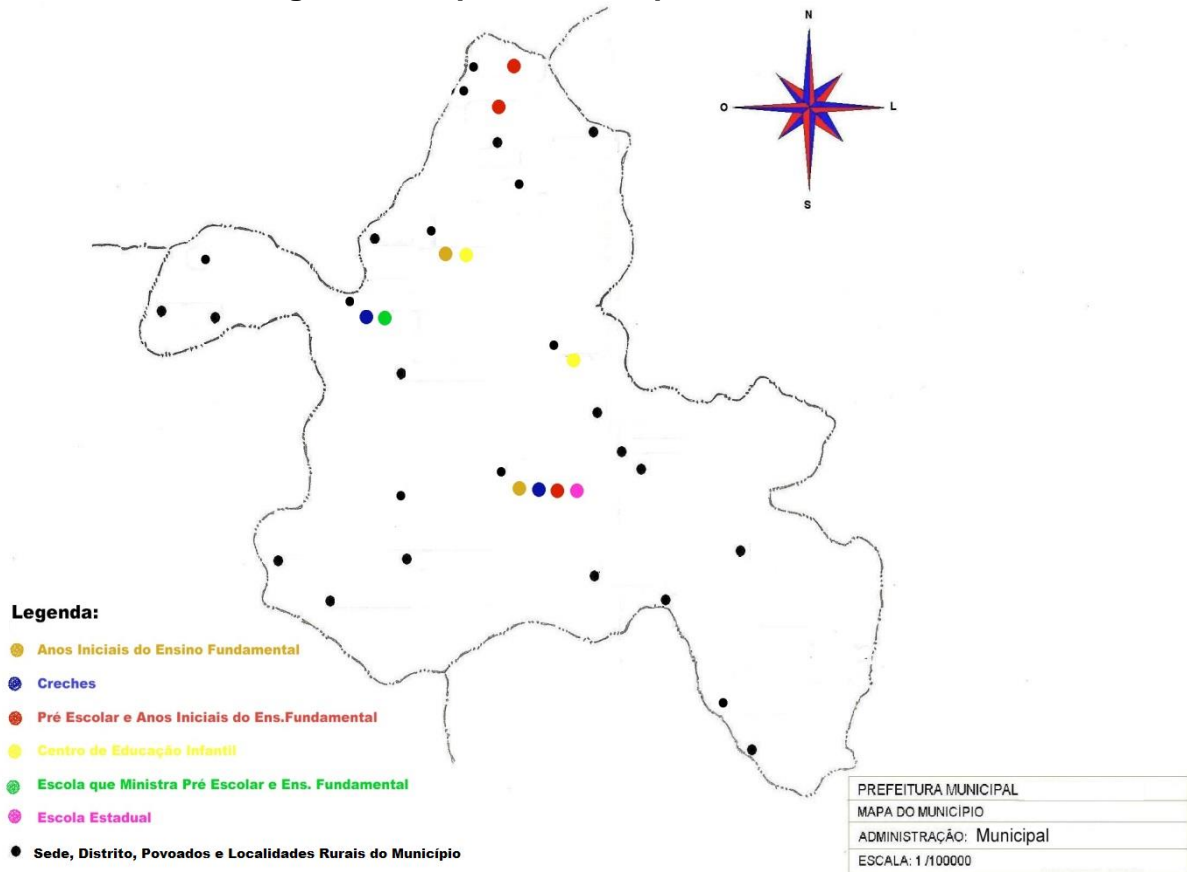 N
O
L
S
Legenda:
Anos Iniciais do Ensino Fundamental
Creches
Pré Escolar e Anos Iniciais do Ens.Fundamental
Centro de Educação Infantil
Escola que Ministra Pré Escolar e Ens. Fundamental
Escola Estadual
Sede, Distrito, Povoados e Localidades Rurais do Município
PREFEITURA MUNICIPAL
MAPA DO MUNICÍPIO
ADMINISTRAÇÃO: Municipal
ESCALA: 1 /100000